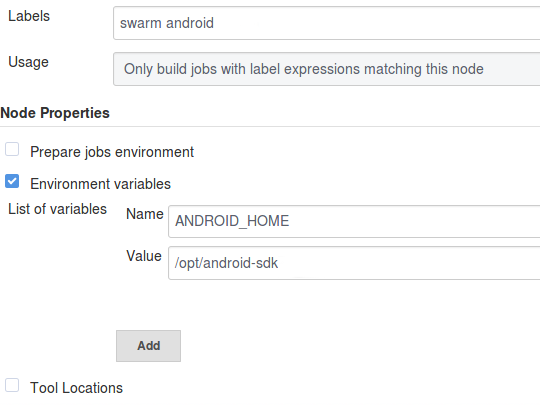 Labels swarm android
Usage Only build jobs with label expressions matching this node
Node Properties
Prepare jobs environment
Environment variables
List of variables Name ANDROID_HOME
Value /opt/android-sdk
Add
Tool Locations